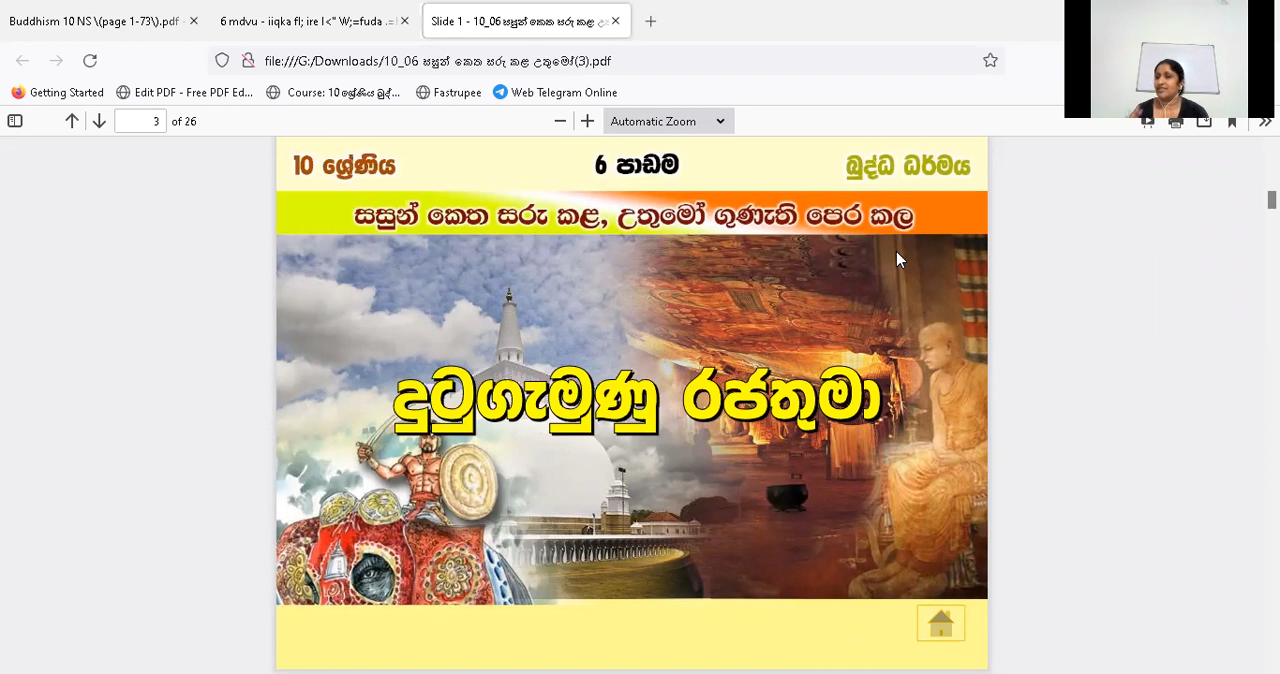 Buddhism 10 NS \(page 1-73\).pdf
6 mdvu - iiqka fl; ire l<" W;=fuda .=
Slide 1 - 10_06 සසුන් කෙත සරු කළ උ
file:///G:/Downloads/10_06 සසුන් කෙත සරු කළ උතුමෝ(3).pdf
Getting Started
Edit PDF - Free PDF Ed...
Course: 10 ශ්‍රේණිය බුද්...
Fastrunse
Web Telegram Online
3 of 26
Automatic Zoom
10 ශ්‍රේණිය
6 පාඩම
බුද්ධ ධර්මය
සසුන් කෙත සරු කළ, උතුමෝ ගුණැති පෙර කල
දුටුගැමුණු රජතුමා